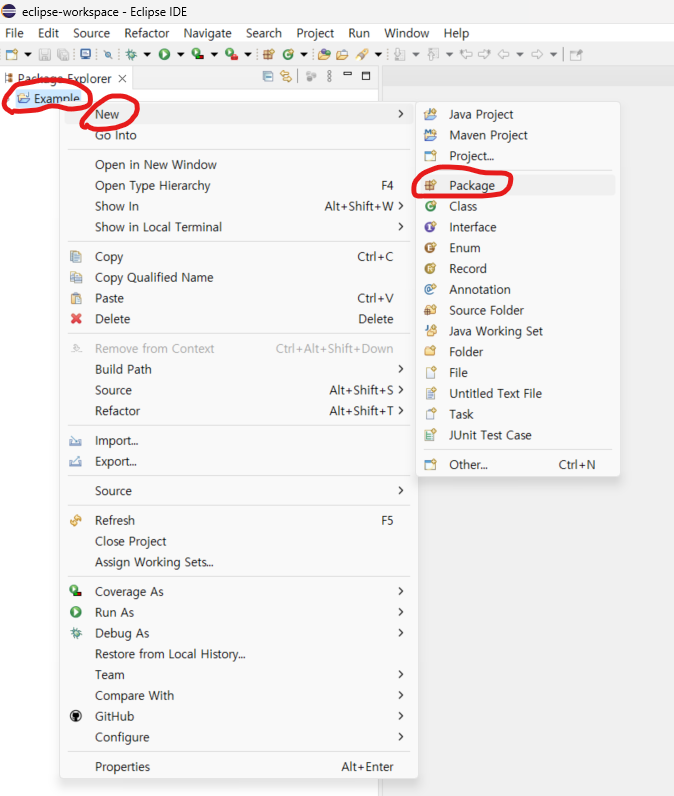 eclipse-workspace - Eclipse IDE
File Edit Source Refactor Navigate Search Project Run Window Help
Package Explorer
Example
New
Go Into
Open in New Window
Open Type Hierarchy F4
Show In Alt+Shift+W
Show in Local Terminal
Copy Ctrl+C
Copy Qualified Name
Paste Ctrl+V
Delete Delete
Remove from Context Ctrl+Alt+Shift+Down
Build Path
Source Alt+Shift+S
Refactor Alt+Shift+T
Import...
Export...
Source
Refresh F5
Close Project
Assign Working Sets...
Coverage As
Run As
Debug As
Restore from Local History...
Team
Compare With
GitHub
Configure
Properties Alt+Enter
Java Project
Maven Project
Project...
Package
Class
Interface
Enum
Record
Annotation
Source Folder
Java Working Set
Folder
File
Untitled Text File
Task
JUnit Test Case
Other... Ctrl+N